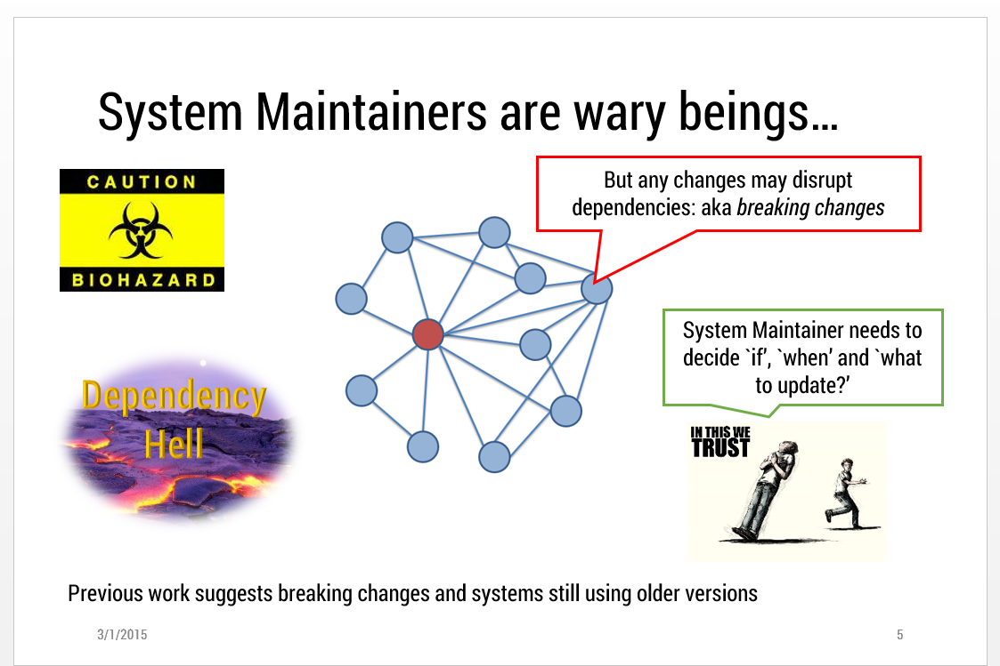 System Maintainers are wary beings…
CAUTION
BIOHAZARD
But any changes may disrupt
dependencies: aka breaking changes
System Maintainer needs to
decide `if’, `when’ and `what
to update?’
Dependency
Hell
IN THIS WE
TRUST
Previous work suggests breaking changes and systems still using older versions
3/1/2015
5